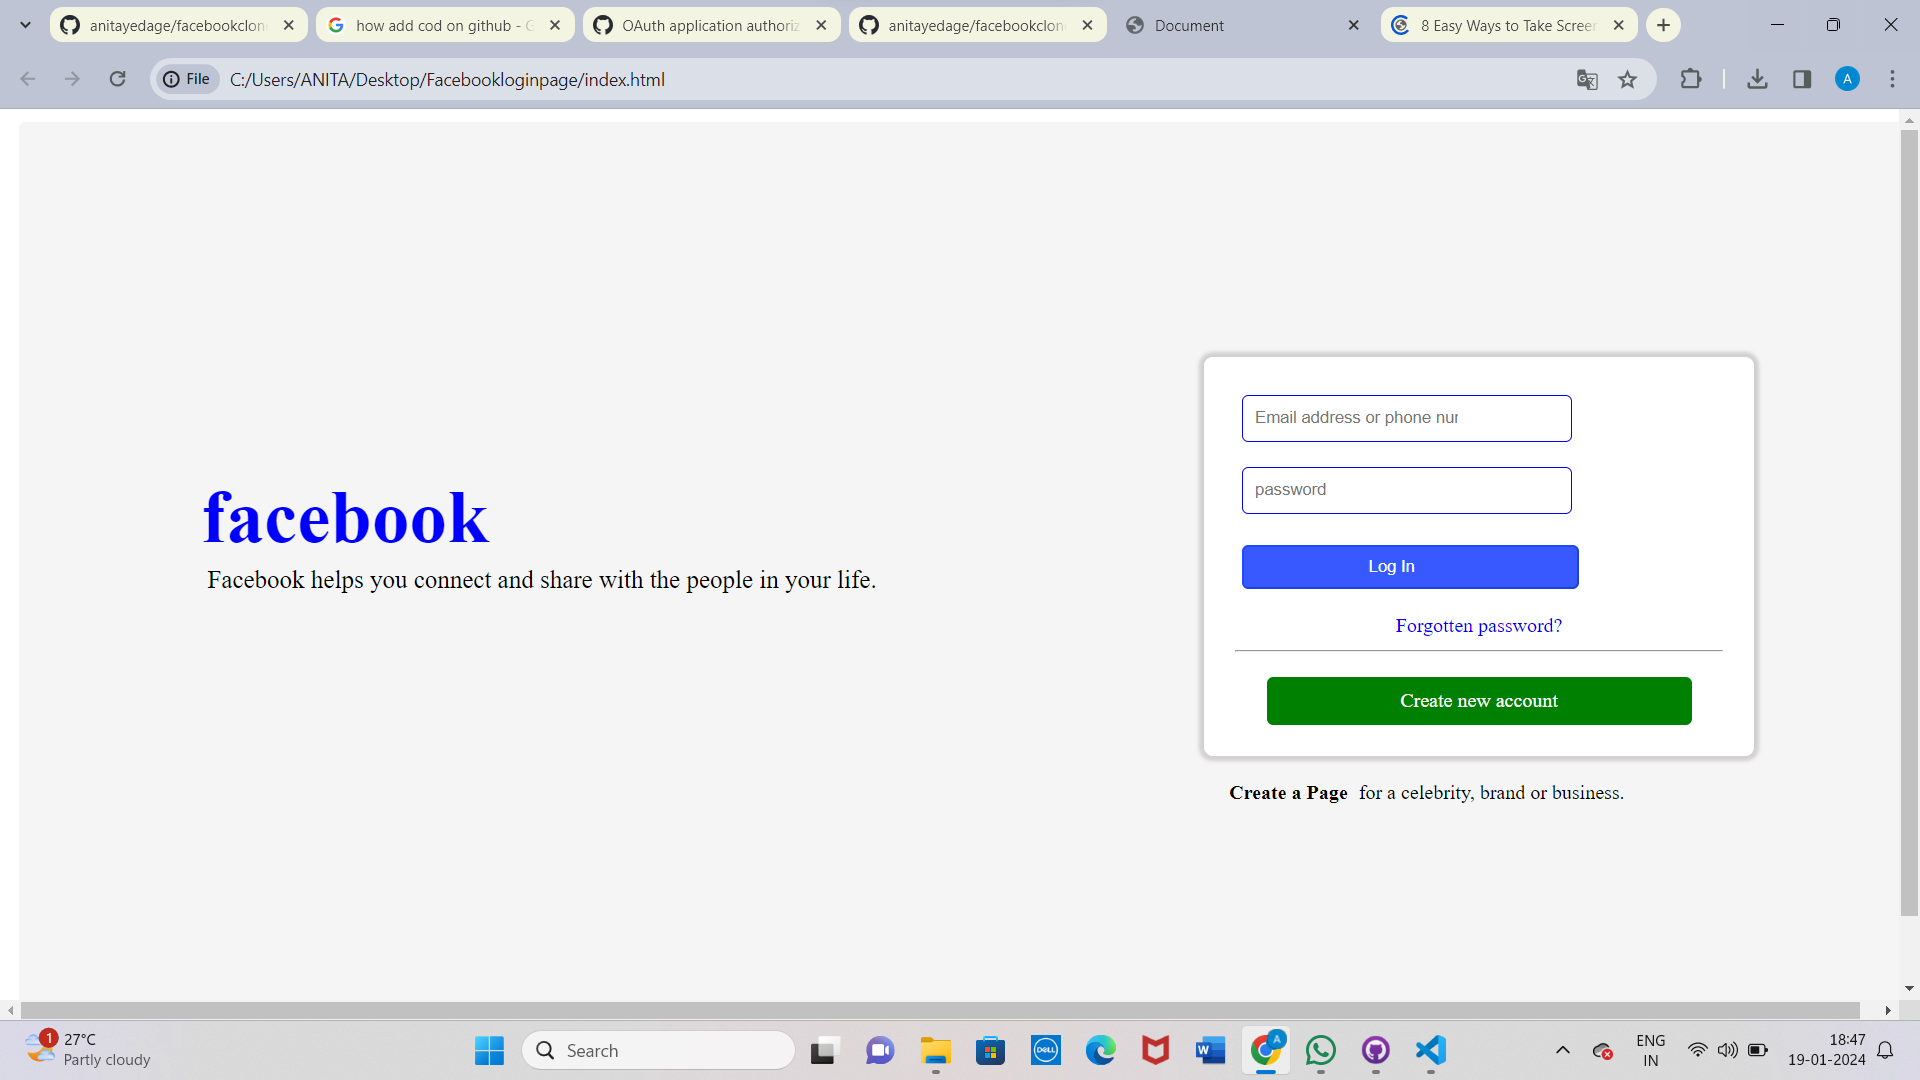 anitayedage/facebookclon
how add cod on github - G
OAuth application authoriz
anitayedage/facebookclon
Document
8 Easy Ways to Take Screen
File
C:/Users/ANITA/Desktop/Facebookloginpage/index.html
A
Email address or phone nur
password
facebook
Log In
Facebook helps you connect and share with the people in your life.
Forgotten password?
Create new account
Create a Page for a celebrity, brand or business.
1
27°C
Partly cloudy
Search
DELL
W
A
ENG
IN
18:47
19-01-2024